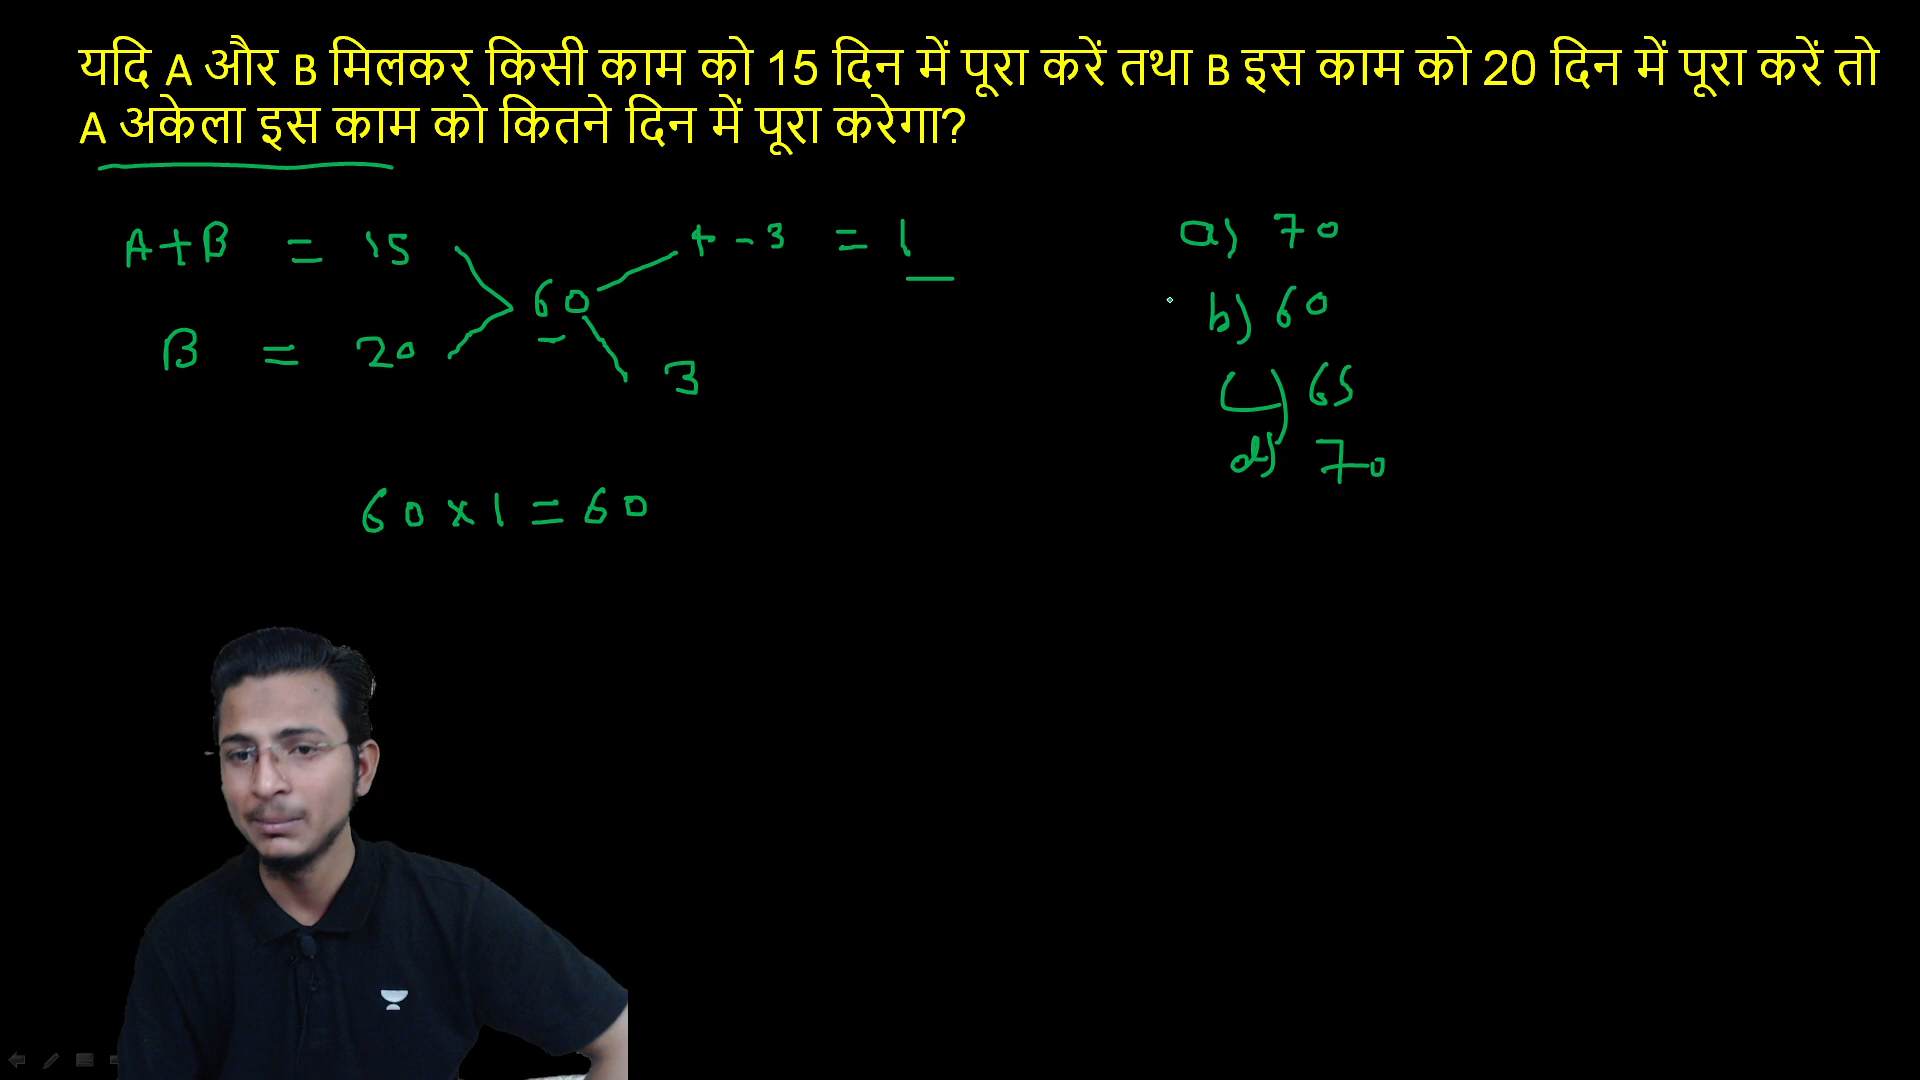 यदि A और B मिलकर किसी काम को 15 दिन में पूरा करें तथा B इस काम को 20 दिन में पूरा करें तो
A अकेला इस काम को कितने दिन में पूरा करेगा?
A+B = 15
60
4 - 3 = 1
B = 20
3
60 x 1 = 60
a) 70
b) 60
c) 65
d) 70